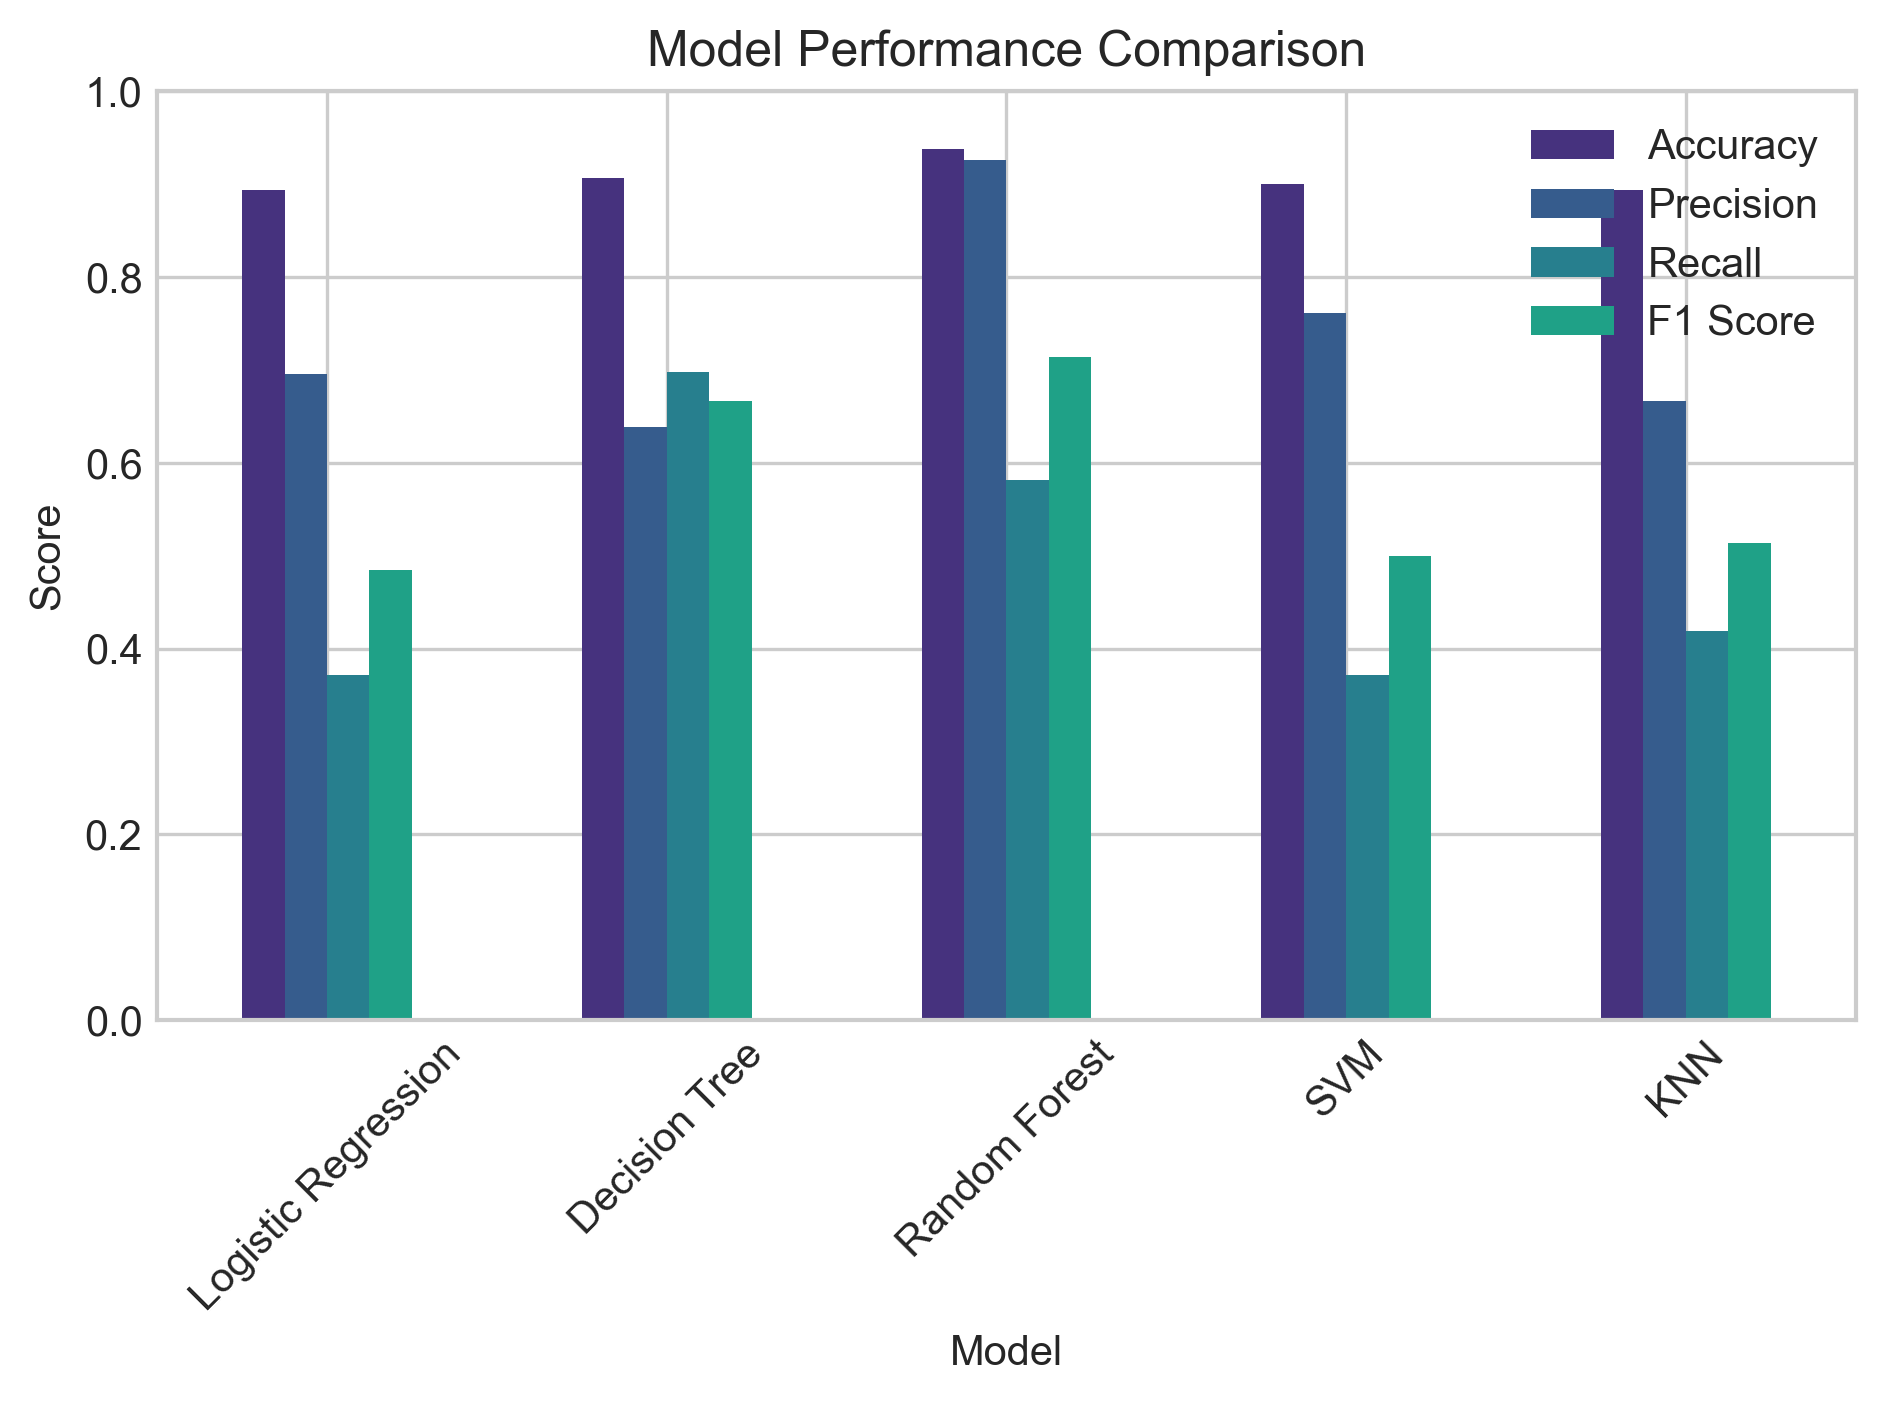 Model Performance Comparison
1.0
0.8
0.6
0.4
0.2
0.0
Score
Accuracy
Precision
Recall
F1 Score
Logistic Regression
Decision Tree
Random Forest
SVM
KNN
Model